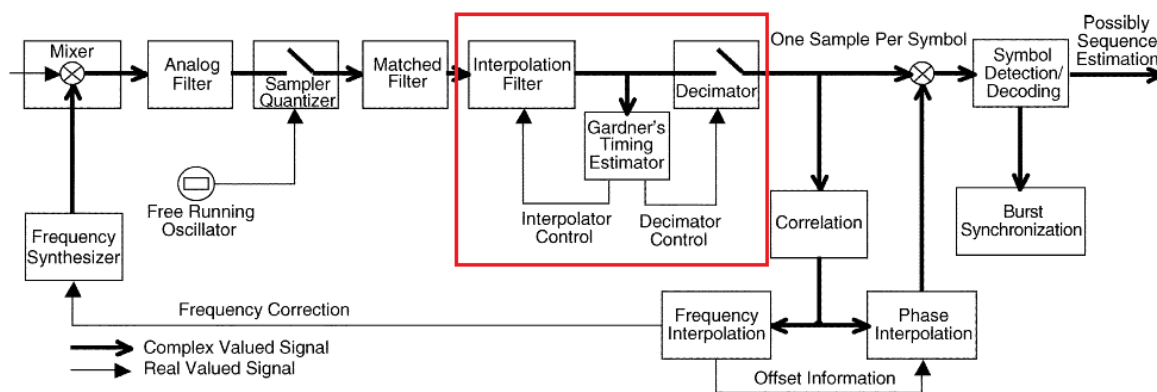 Mixer
Analog
Filter
Sampler
Quantizer
Matched
Filter
Interpolation
Filter
Decimator
Gardner's
Timing
Estimator
Interpolator
Control
Decimator
Control
One Sample Per Symbol
Symbol
Detection/
Decoding
Possibly
Sequence
Estimation
Free Running
Oscillator
Frequency
Synthesizer
Correlation
Burst
Synchronization
Frequency Correction
Frequency
Interpolation
Phase
Interpolation
Offset Information
Complex Valued Signal
Real Valued Signal